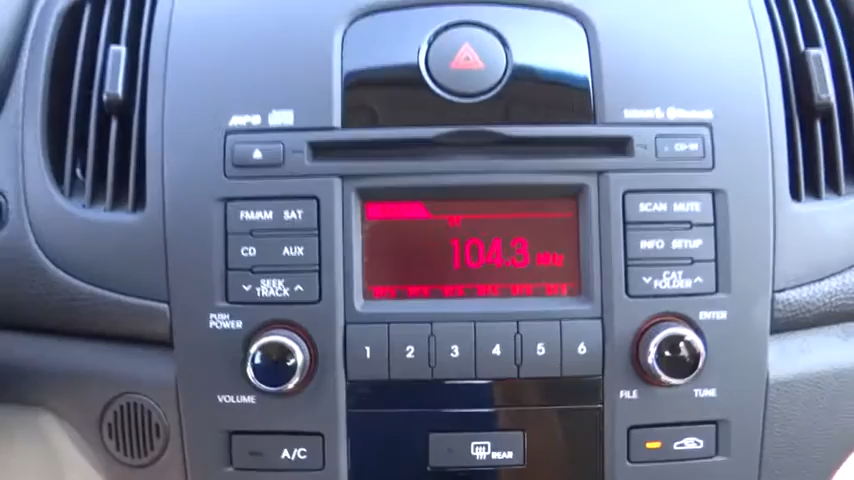 CD-IN
FM/AM SAT
SCAN MUTE
CD AUX
104.3 MHz
INFO SETUP
SEEK
TRACK
CAT
FOLDER
PUSH
POWER
ENTER
1 2 3 4 5 6
VOLUME
FILE TUNE
A/C
REAR